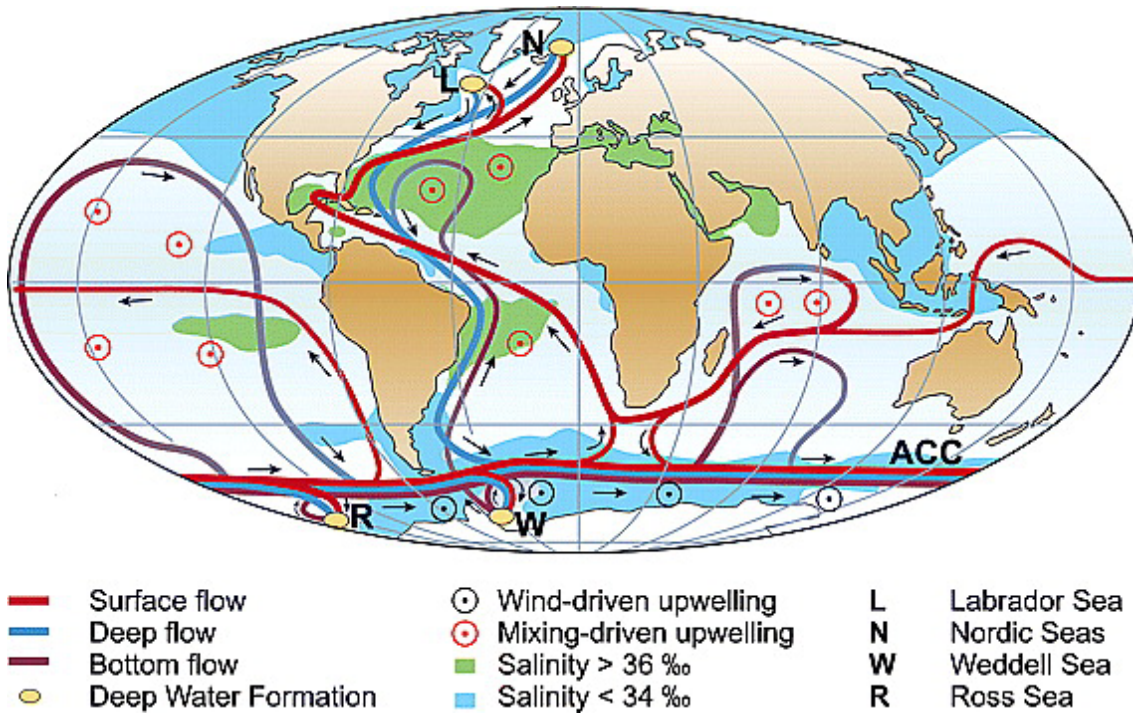 N
L
ACC
R
W
Surface flow
Deep flow
Bottom flow
Deep Water Formation
Wind-driven upwelling
Mixing-driven upwelling
Salinity > 36 ‰
Salinity < 34 ‰
L Labrador Sea
N Nordic Seas
W Weddell Sea
R Ross Sea